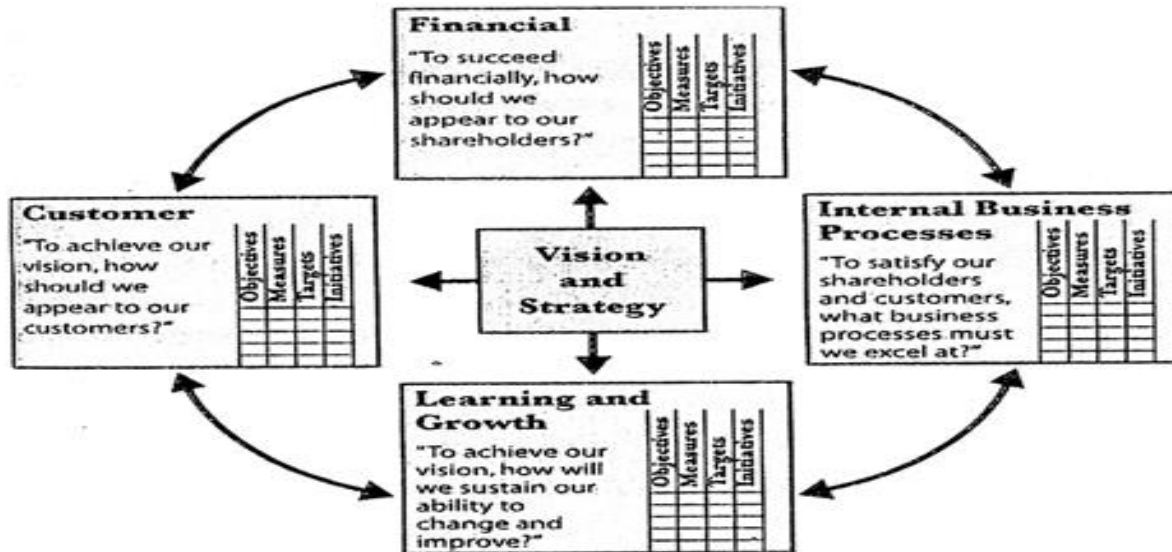 Financial
"To succeed
financially, how
should we
appear to our
shareholders?"
Objectives
Measures
Targets
Initiatives
Customer
"To achieve our
vision, how
should we
appear to our
customers?"
Objectives
Measures
Targets
Initiatives
Vision
and
Strategy
Internal Business
Processes
"To satisfy our
shareholders
and customers,
what business
processes must
we excel at?"
Objectives
Measures
Targets
Initiatives
Learning and
Growth
"To achieve our
vision, how will
we sustain our
ability to
change and
improve?"
Objectives
Measures
Targets
Initiatives